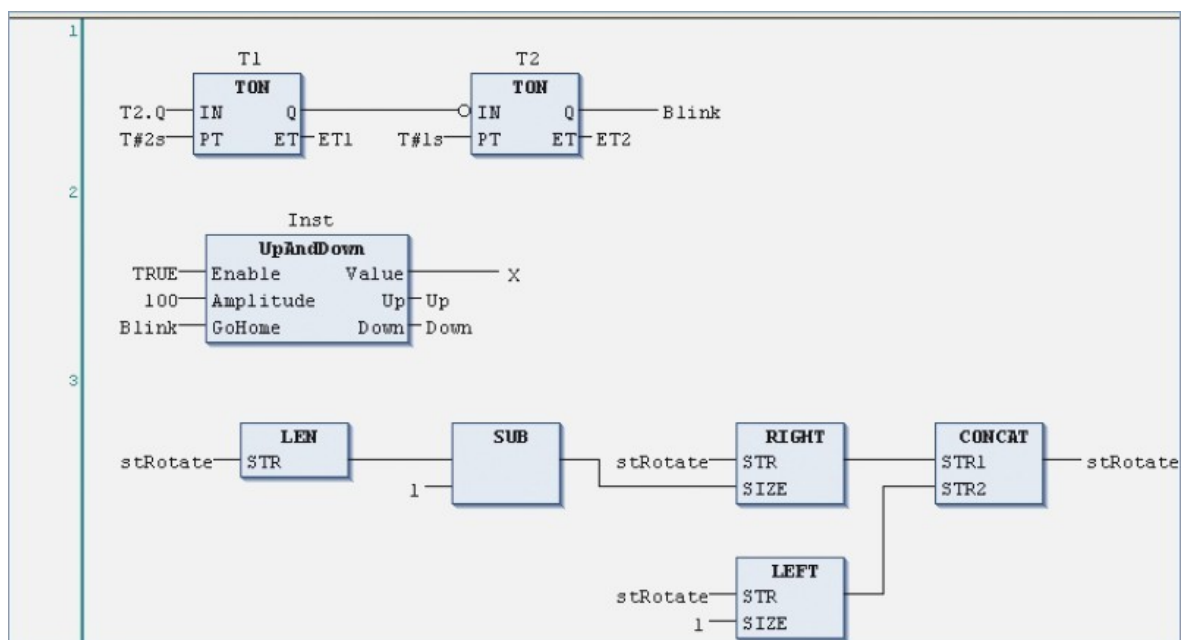 1
T1 T2
TON TON
T2.Q IN Q IN Q Blink
T#2s PT ET ET1 T#1s PT ET ET2
2
Inst
UpAndDown
TRUE Enable Value X
100 Amplitude Up Up
Blink GoHome Down Down
3
LEN SUB RIGHT CONCAT
stRotate STR stRotate STR STR1 stRotate
1 SIZE STR2
LEFT
stRotate STR
1 SIZE